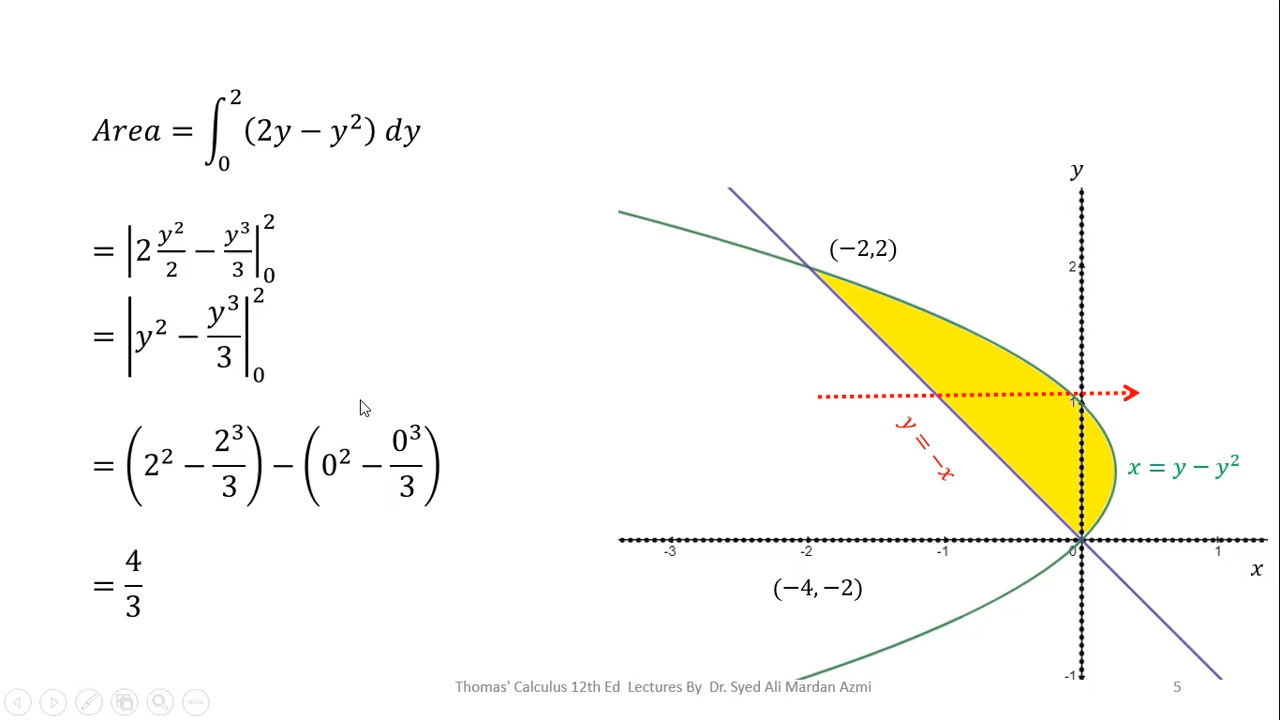 Area = ∫₀² (2y − y²) dy
= |2 y²/2 − y³/3|₀²
= |y² − y³/3|₀²
= (2² − 2³/3) − (0² − 0³/3)
= 4/3
y
(−2,2)
2
1
y = −x
x = y − y²
-3
-2
-1
0
1
x
(−4, −2)
-1
Thomas' Calculus 12th Ed Lectures By Dr. Syed Ali Mardan Azmi
5